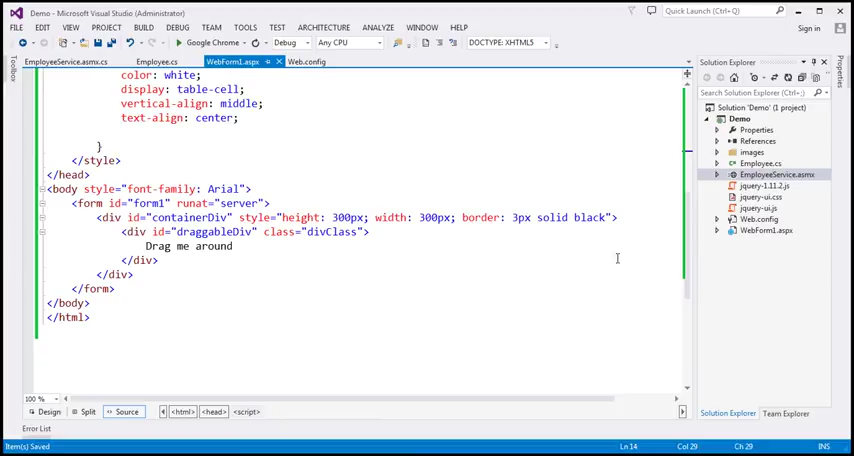 Demo - Microsoft Visual Studio (Administrator)
Quick Launch (Ctrl+Q)
FILE EDIT VIEW PROJECT BUILD DEBUG TEAM TOOLS TEST ARCHITECTURE ANALYZE WINDOW HELP
Sign in
Google Chrome Debug Any CPU DOCTYPE: XHTML5
EmployeeService.asmx.cs Employee.cs WebForm1.aspx Web.config
Toolbox
color: white;
display: table-cell;
vertical-align: middle;
text-align: center;
}
</style>
</head>
<body style="font-family: Arial">
<form id="form1" runat="server">
<div id="containerDiv" style="height: 300px; width: 300px; border: 3px solid black">
<div id="draggableDiv" class="divClass">
Drag me around
</div>
</div>
</form>
</body>
</html>
100 %
Design Split Source <html> <head> <script>
Error List
Item(s) Saved Ln 14 Col 29 Ch 29 INS
Solution Explorer
Search Solution Explorer (Ctrl+;)
Solution 'Demo' (1 project)
Demo
Properties
References
images
Employee.cs
EmployeeService.asmx
jquery-1.11.2.js
jquery-ui.css
jquery-ui.js
Web.config
WebForm1.aspx
Solution Explorer Team Explorer
Properties